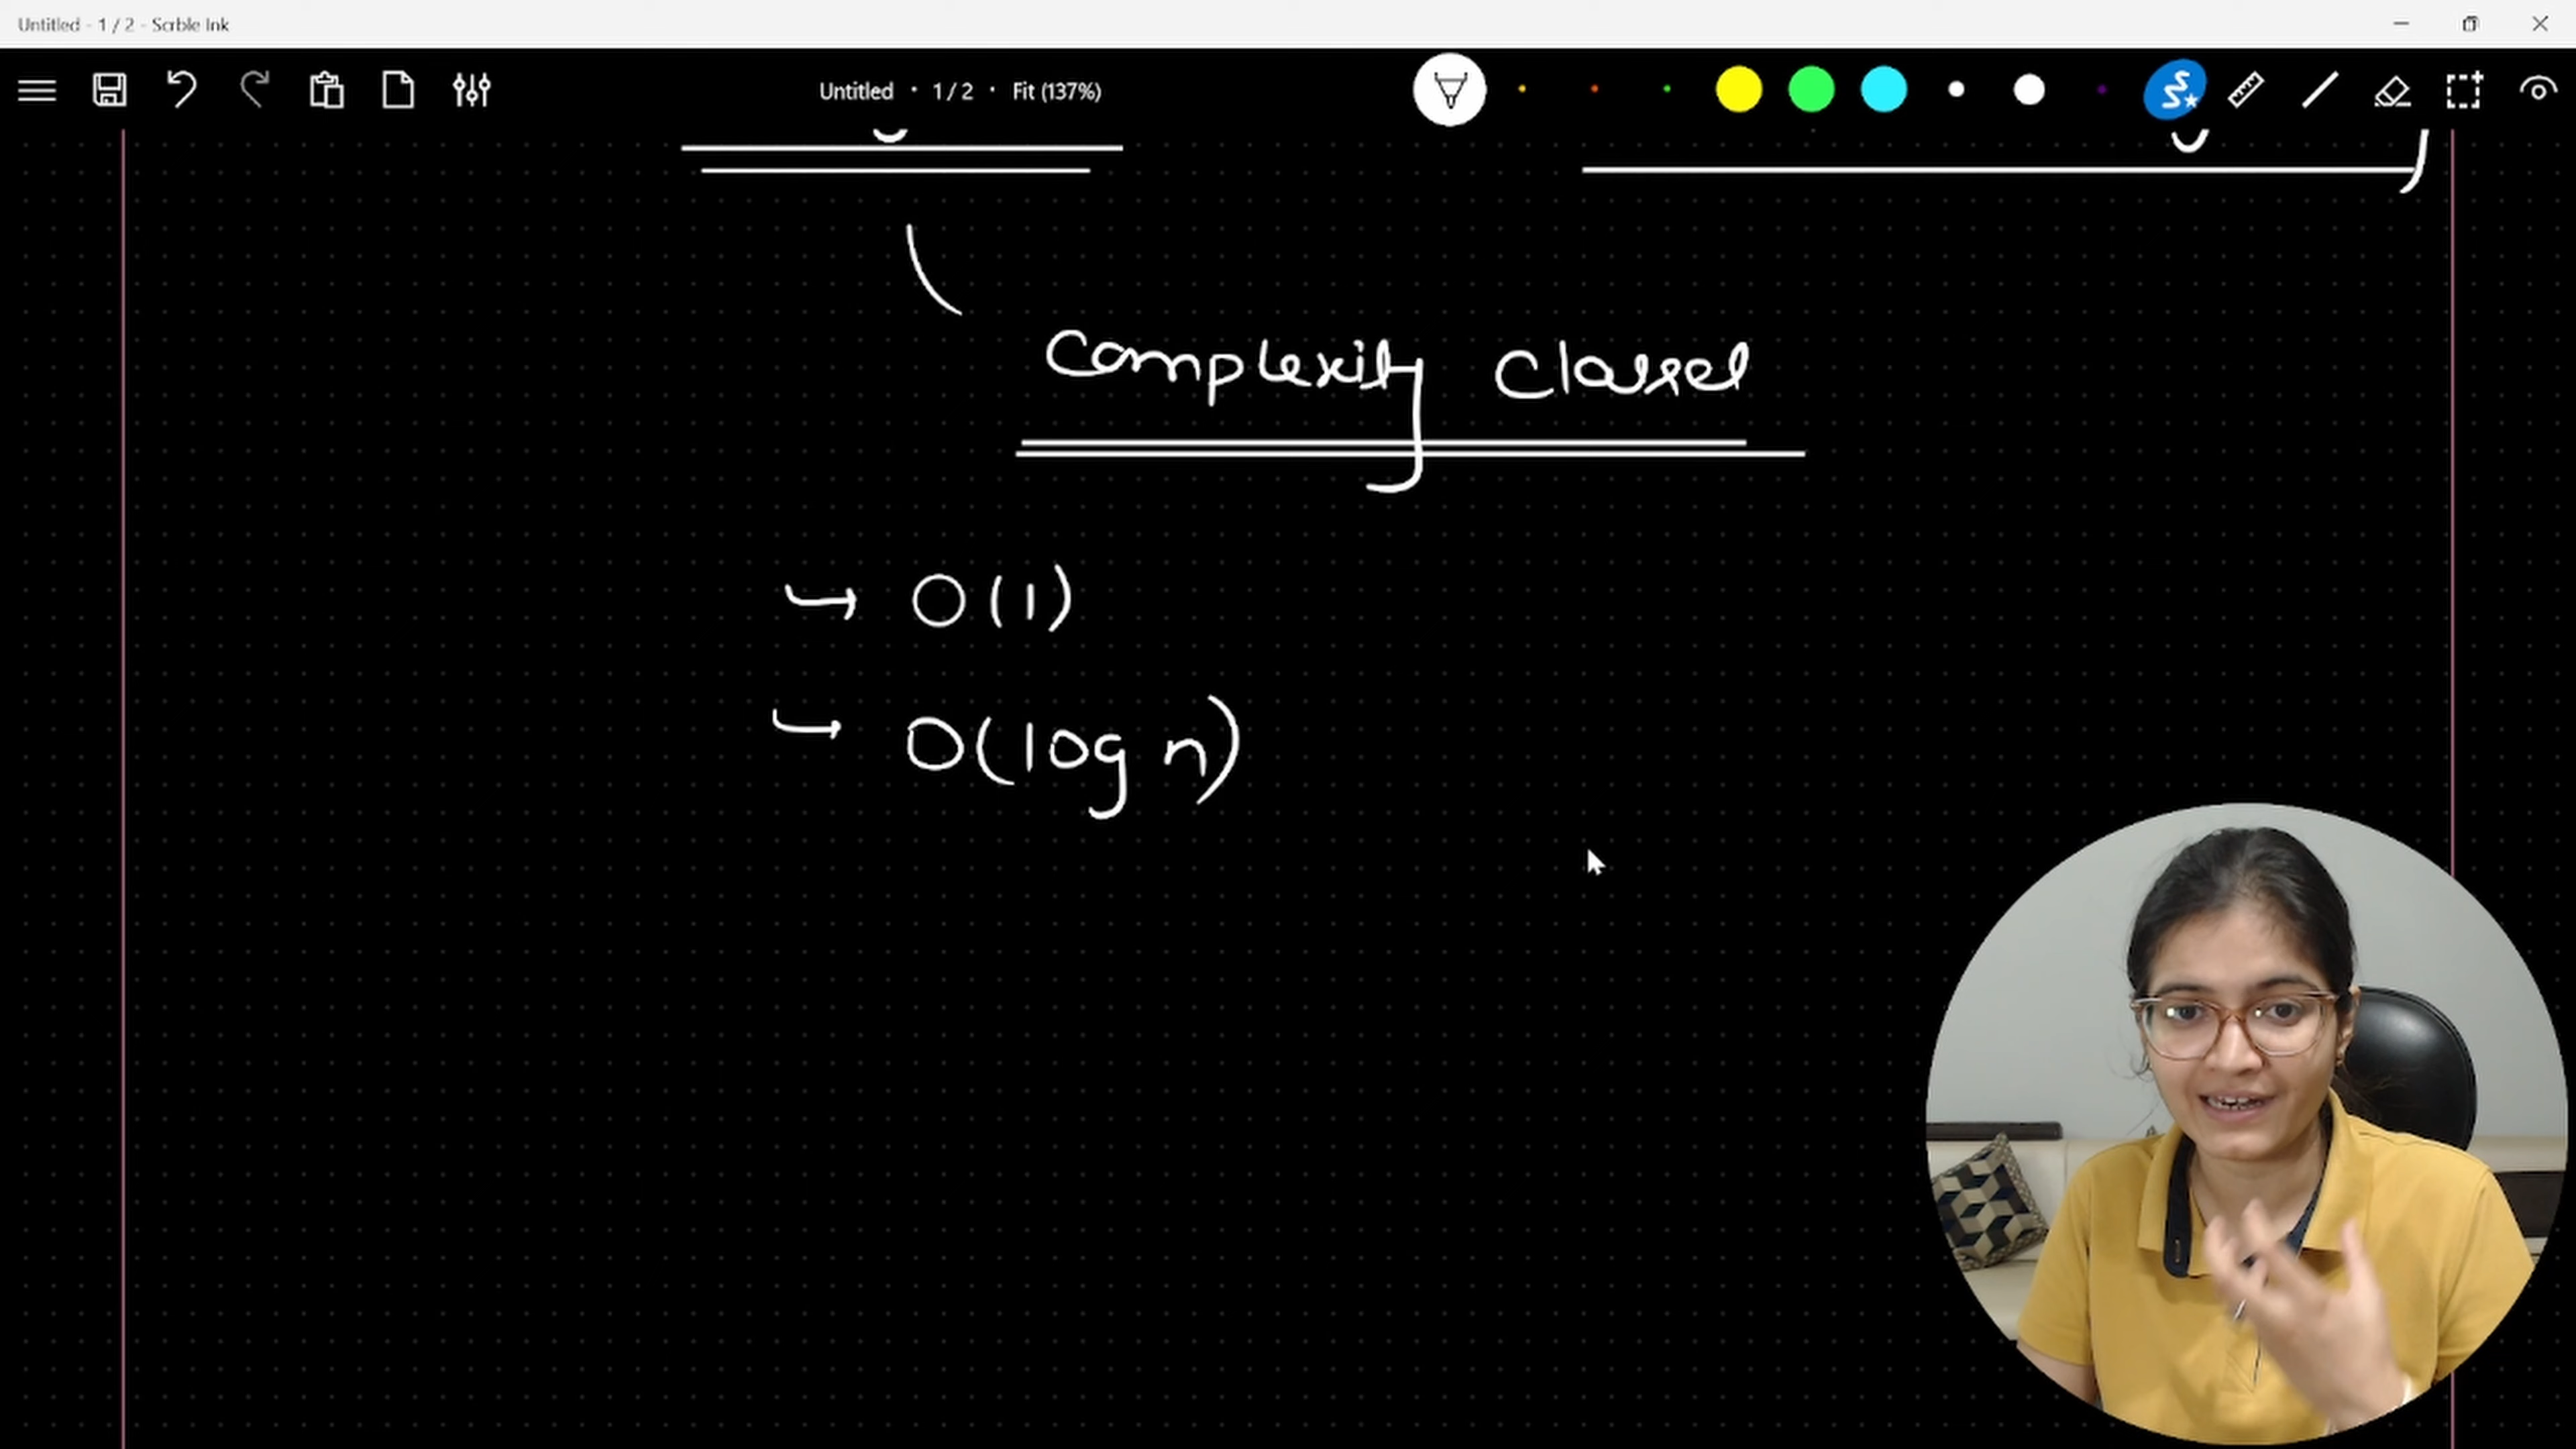 Untitled - 1 / 2 - Scrble Ink
Untitled • 1 / 2 • Fit (137%)
Complexity Classes
↪ O(1)
↪ O(log n)